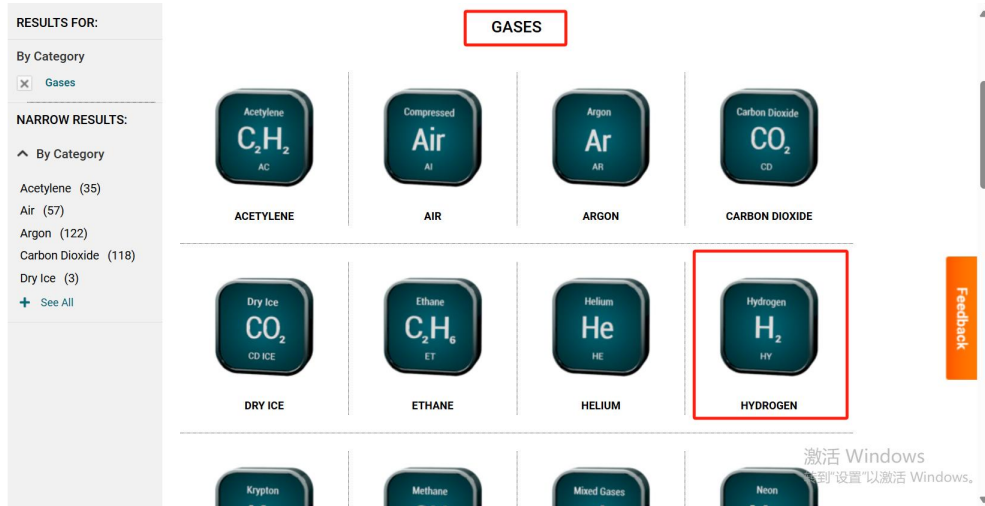 RESULTS FOR:
By Category
Gases
NARROW RESULTS:
By Category
Acetylene (35)
Air (57)
Argon (122)
Carbon Dioxide (118)
Dry Ice (3)
+ See All
GASES
Acetylene
C₂H₂
AC
ACETYLENE
Compressed
Air
AI
AIR
Argon
Ar
AR
ARGON
Carbon Dioxide
CO₂
CD
CARBON DIOXIDE
Dry Ice
CO₂
CD ICE
DRY ICE
Ethane
C₂H₆
ET
ETHANE
Helium
He
HE
HELIUM
Hydrogen
H₂
HY
HYDROGEN
Krypton
Methane
Mixed Gases
Neon
Feedback
激活 Windows
到"设置"以激活 Windows。